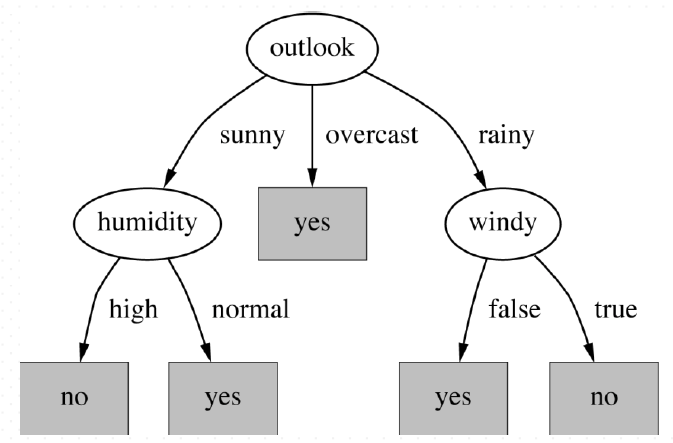 outlook
sunny overcast rainy
humidity yes windy
high normal false true
no yes yes no